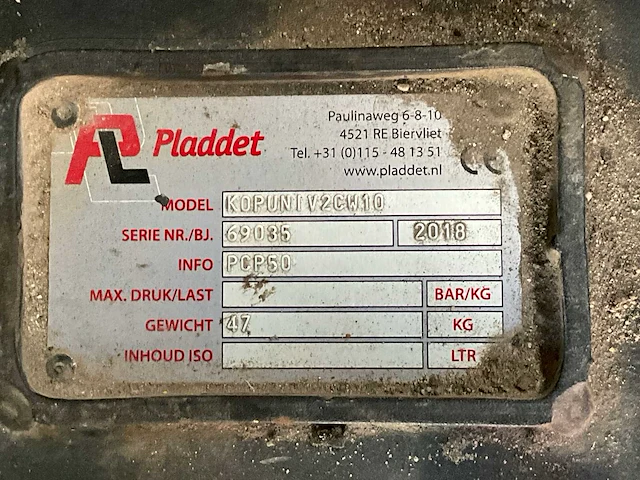 PL Pladdet
Paulinaweg 6-8-10
4521 RE Biervliet
Tel. +31 (0)115 - 48 13 51
www.pladdet.nl
CE
MODEL KOPUNIV2CW10
SERIE NR./BJ. 69035 2018
INFO PCP50
MAX. DRUK/LAST BAR/KG
GEWICHT 47 KG
INHOUD ISO LTR